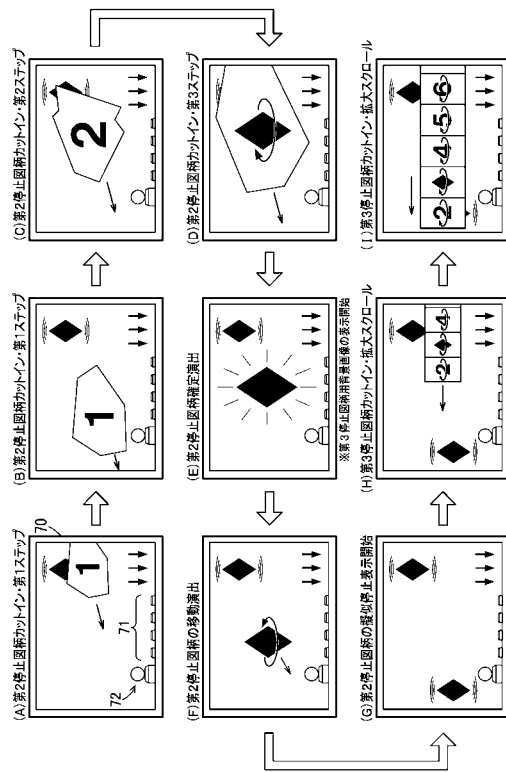 (A)第2停止図柄カットイン・第1ステップ
70
1
71
72
(B)第2停止図柄カットイン・第1ステップ
1
(C)第2停止図柄カットイン・第2ステップ
2
(D)第2停止図柄カットイン・第3ステップ
(E)第2停止図柄確定演出
※第3停止図柄用背景画像の表示開始
(F)第2停止図柄の移動演出
(G)第2停止図柄の擬似停止表示開始
(H)第3停止図柄カットイン・拡大スクロール
2 4
(I)第3停止図柄カットイン・拡大スクロール
2 4 5 6